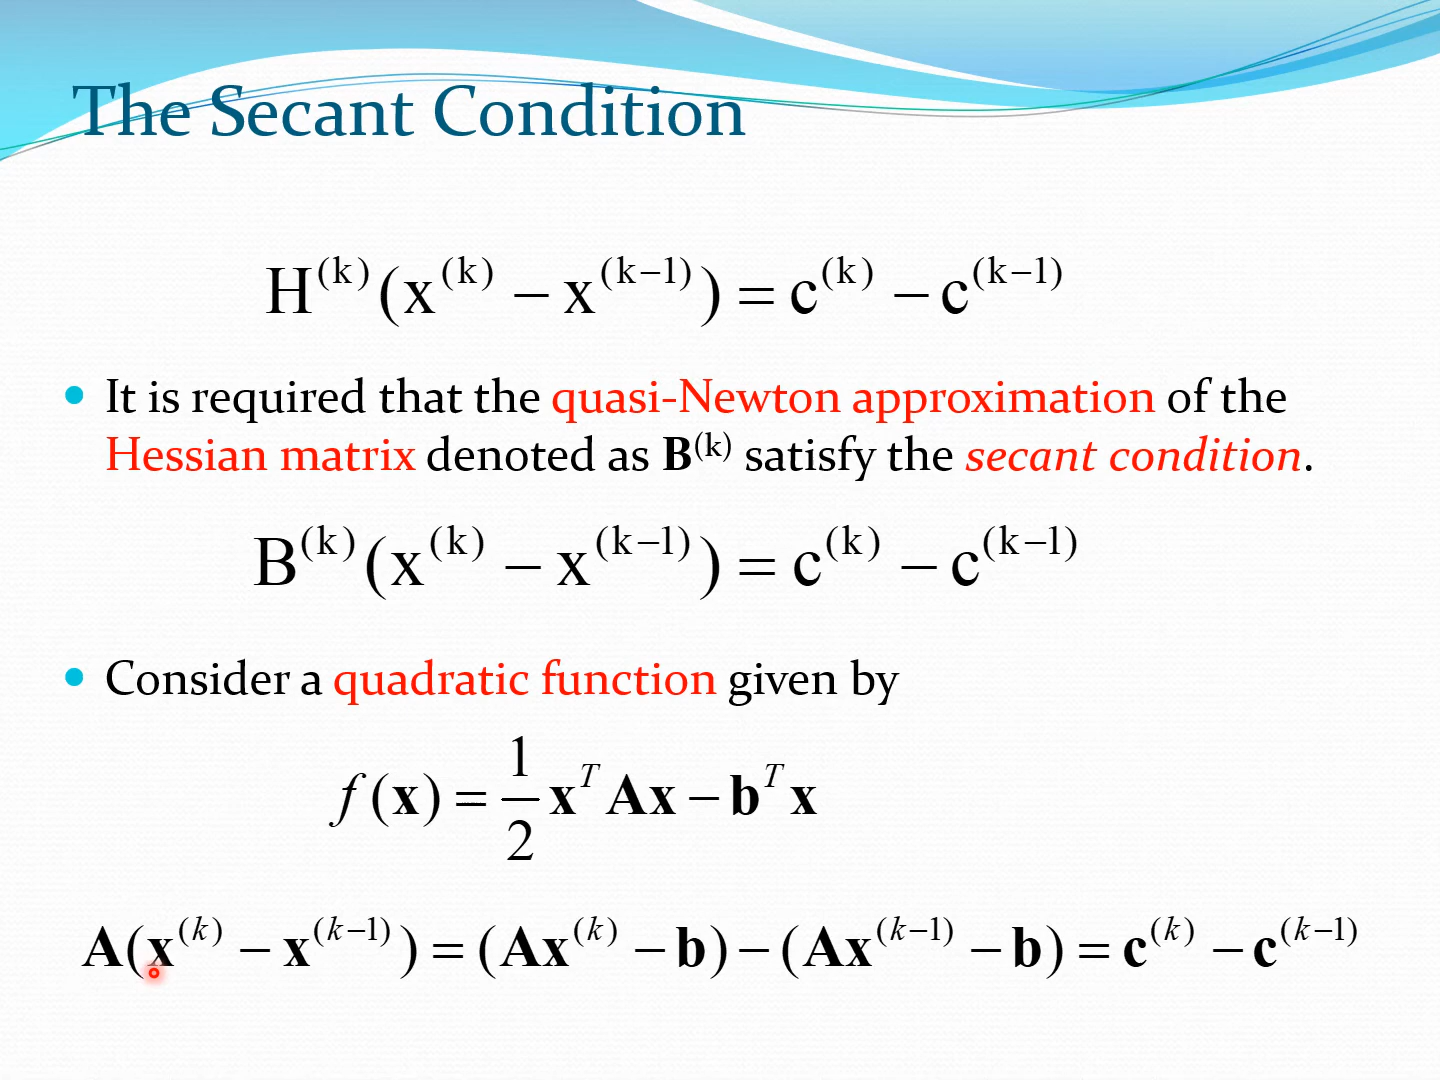 The Secant Condition
H^(k) (x^(k) − x^(k−1)) = c^(k) − c^(k−1)
• It is required that the quasi-Newton approximation of the
Hessian matrix denoted as B^(k) satisfy the secant condition.
B^(k) (x^(k) − x^(k−1)) = c^(k) − c^(k−1)
• Consider a quadratic function given by
f(x) = 1/2 x^T Ax − b^T x
A(x^(k) − x^(k−1)) = (Ax^(k) − b) − (Ax^(k−1) − b) = c^(k) − c^(k−1)